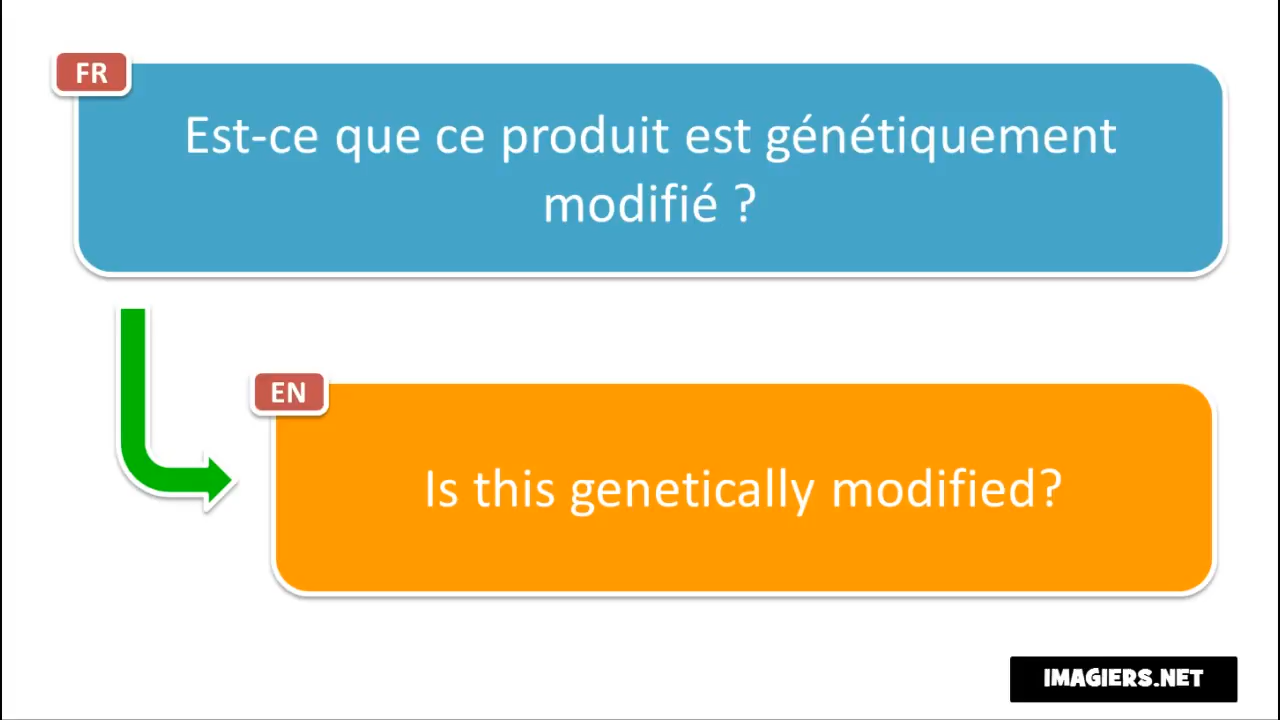 FR
Est-ce que ce produit est génétiquement
modifié ?
EN
Is this genetically modified?
IMAGIERS.NET